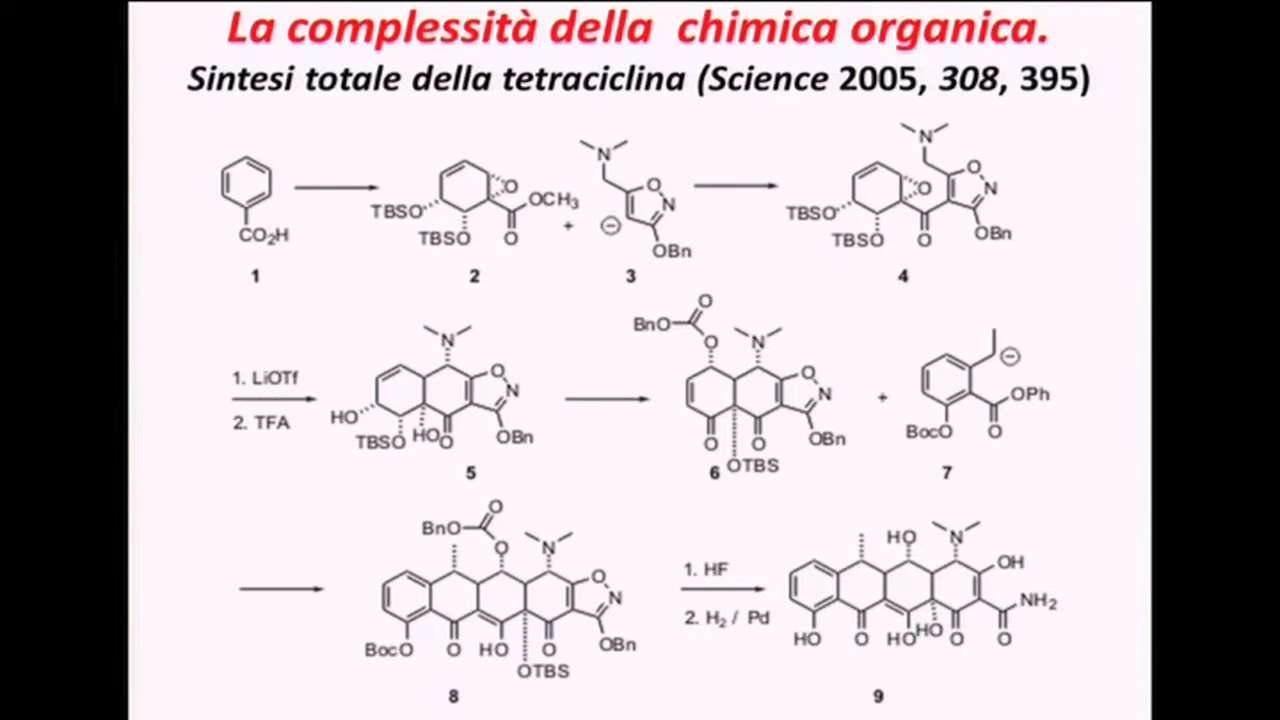 La complessità della chimica organica.
Sintesi totale della tetraciclina (Science 2005, 308, 395)
CO₂H
1
TBSO
TBSO
O
OCH₃
O
2
+
N
O
N
⊖
OBn
3
N
O
N
O
TBSO
TBSO
O
OBn
4
1. LiOTf
2. TFA
N
O
N
HO
TBSO
HO
O
OBn
5
O
BnO
O
N
O
N
O
O
OBn
OTBS
6
+
⊖
OPh
O
BocO
7
O
BnO
O
N
O
N
BocO
O
HO
O
OBn
OTBS
8
1. HF
2. H₂ / Pd
HO
N
OH
NH₂
HO
O
HO
HO
O
O
9